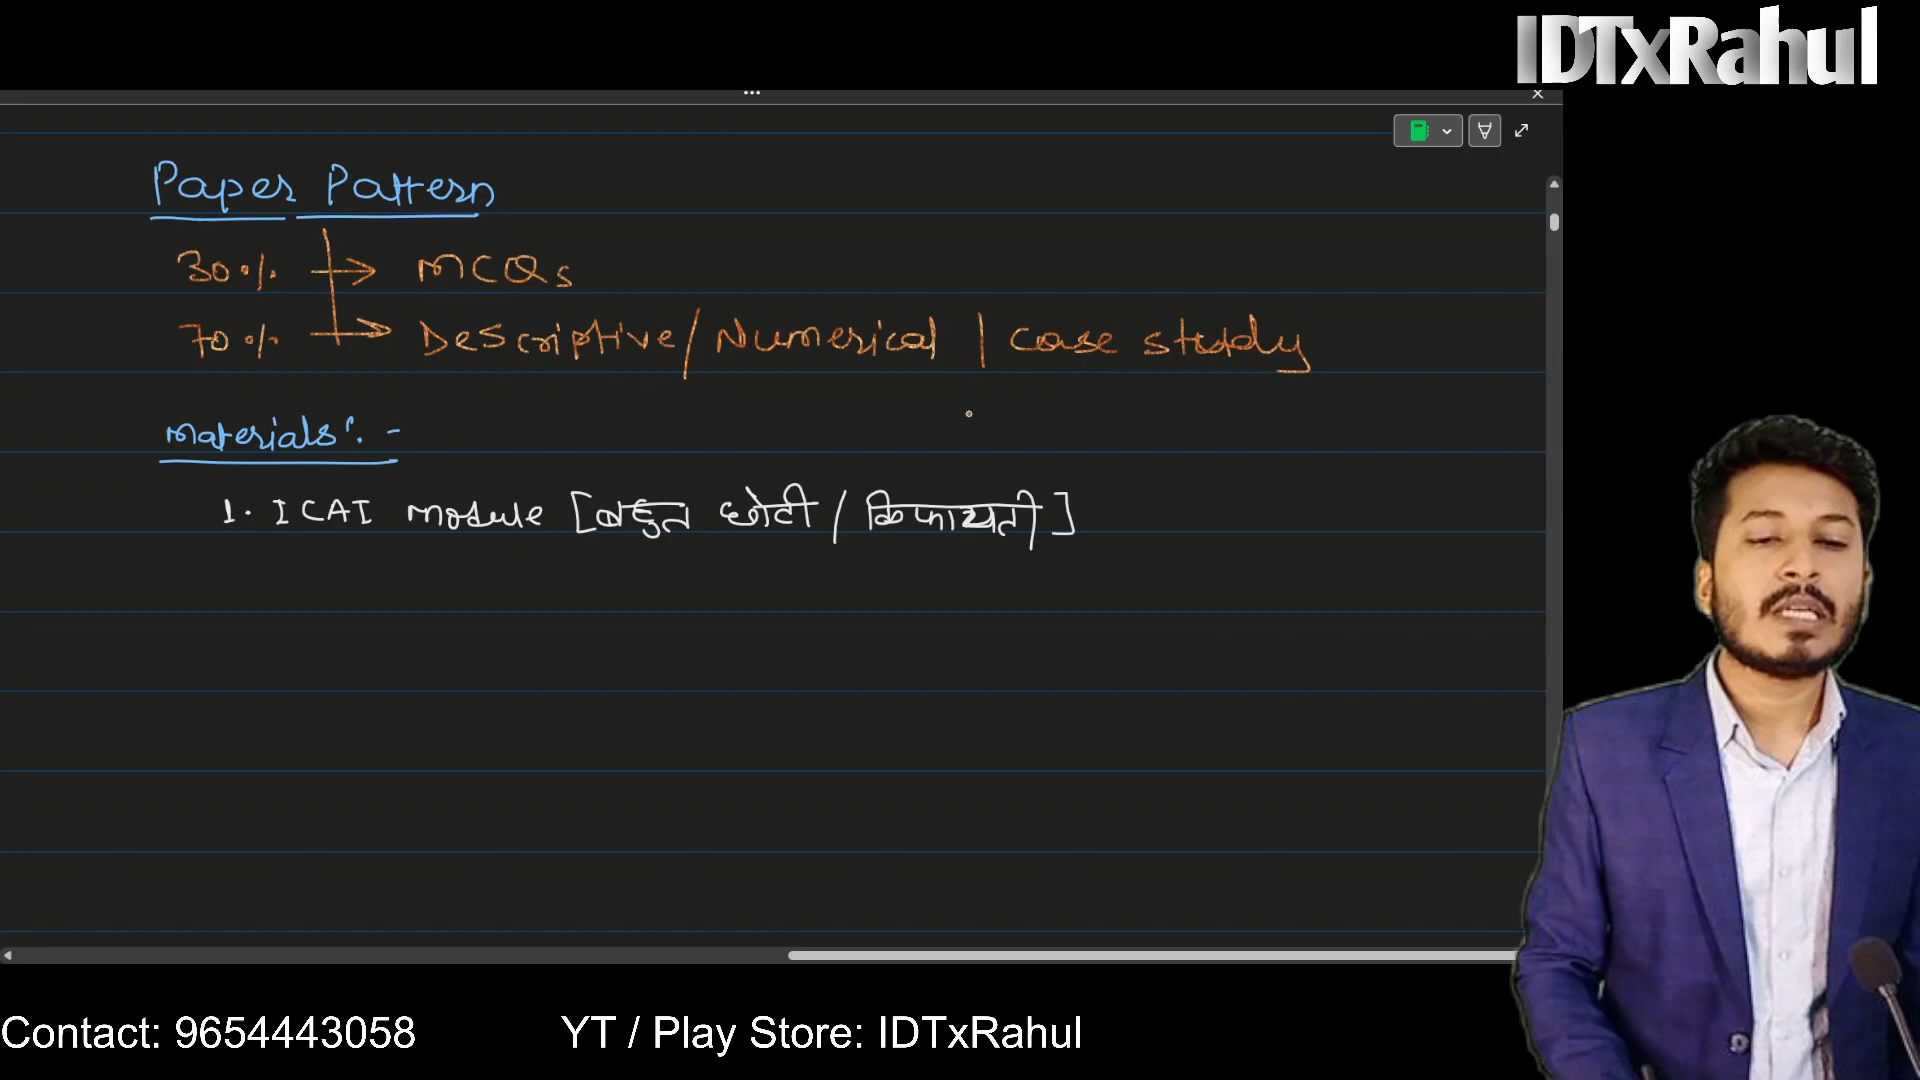 IDTxRahul
Paper Pattern
30% → MCQs
70% → Descriptive/Numerical | Case study
Materials:-
1. ICAI module [बहुत छोटी / किफायती]
Contact: 9654443058 YT / Play Store: IDTxRahul